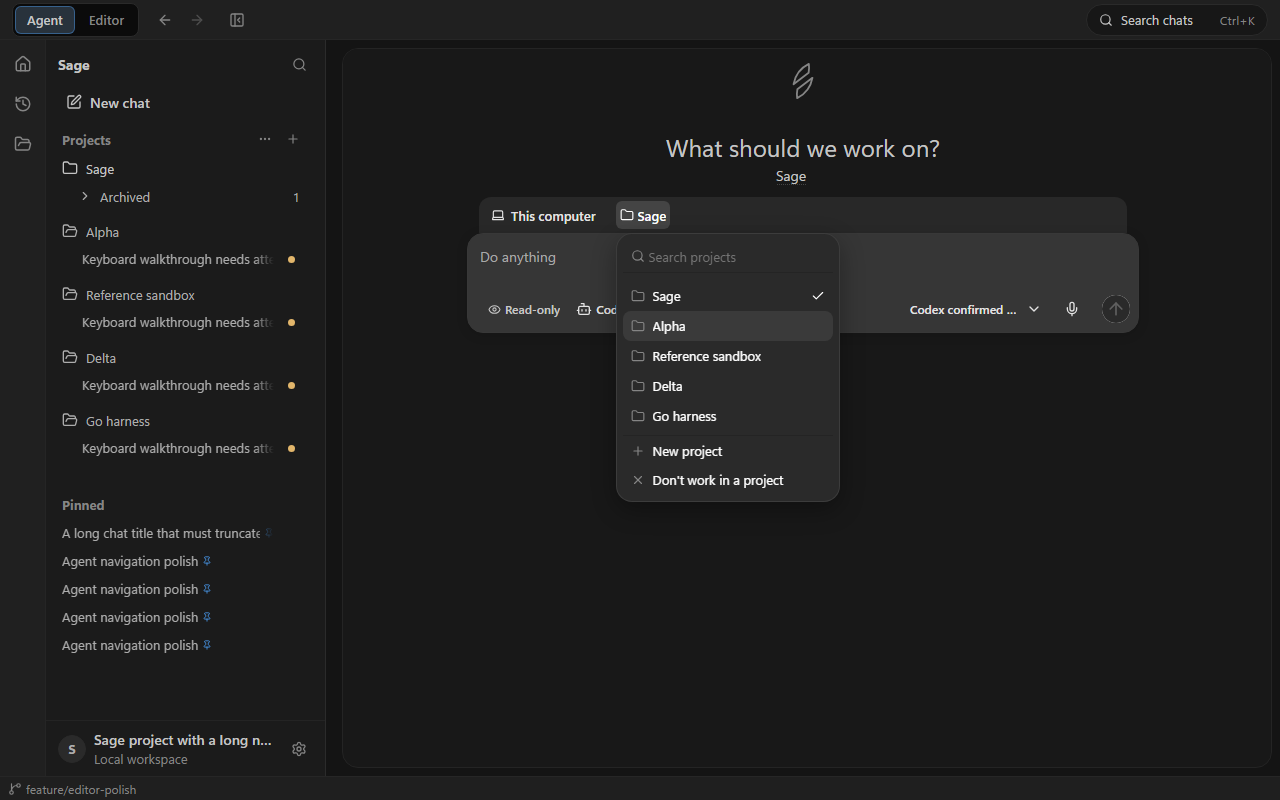 Agent
Editor
Search chats
Ctrl+K
Sage
New chat
Projects
Sage
Archived
1
Alpha
Keyboard walkthrough needs
Reference sandbox
Keyboard walkthrough needs
Delta
Keyboard walkthrough needs
Go harness
Keyboard walkthrough needs
Pinned
A long chat title that must truncate
Agent navigation polish
Agent navigation polish
Agent navigation polish
Agent navigation polish
S
Sage project with a long n...
Local workspace
feature/editor-polish
What should we work on?
Sage
This computer
Sage
Do anything
Read-only
Cod
Codex confirmed ...
Search projects
Sage
Alpha
Reference sandbox
Delta
Go harness
New project
Don't work in a project